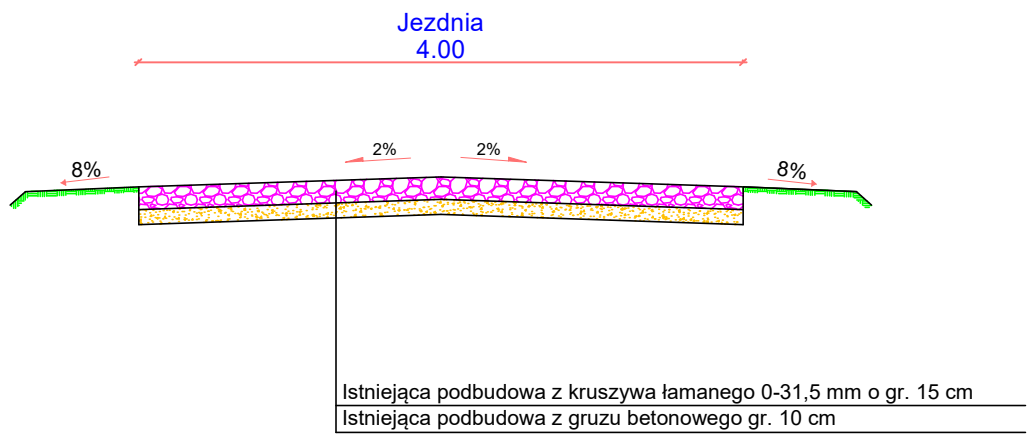 Jezdnia
4.00
2% 2%
8% 8%
Istniejąca podbudowa z kruszywa łamanego 0-31,5 mm o gr. 15 cm
Istniejąca podbudowa z gruzu betonowego gr. 10 cm